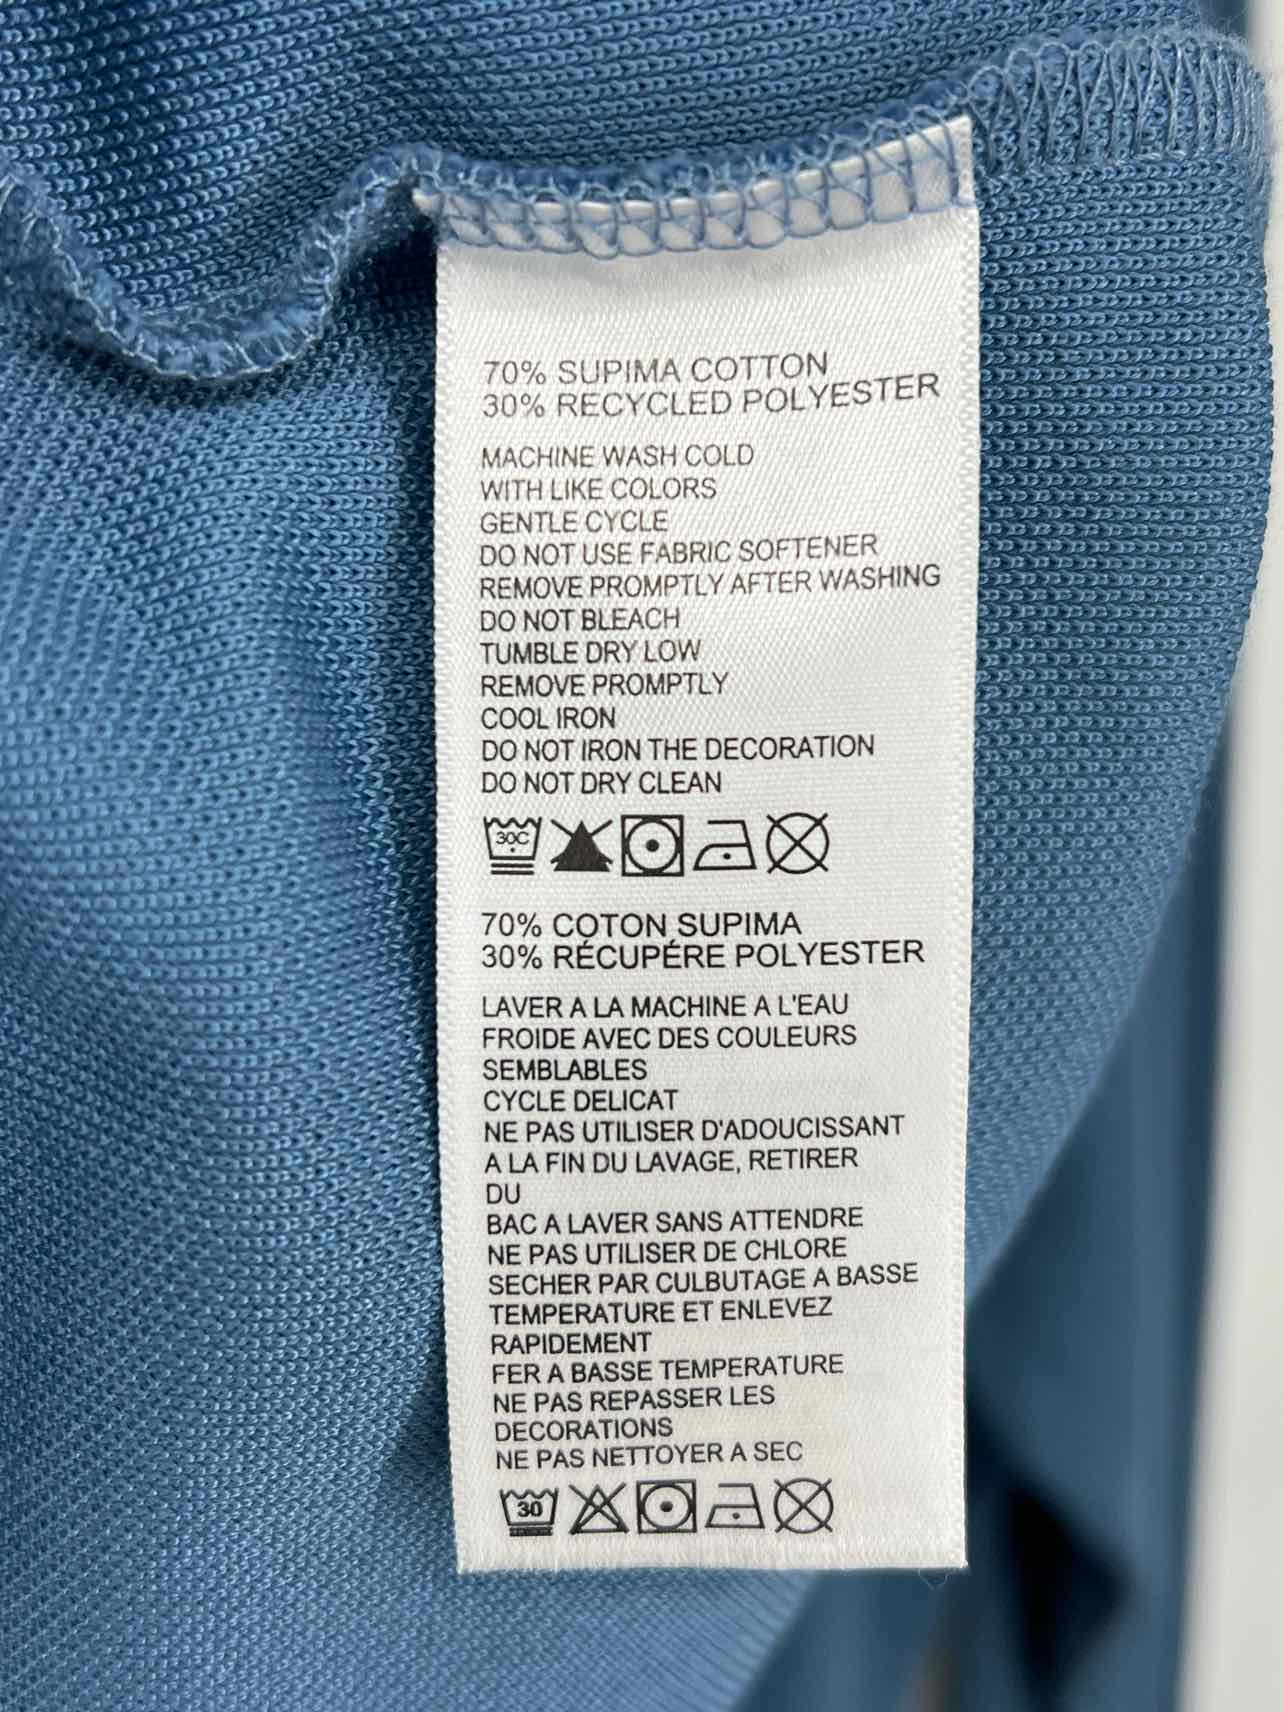 70% SUPIMA COTTON
30% RECYCLED POLYESTER
MACHINE WASH COLD
WITH LIKE COLORS
GENTLE CYCLE
DO NOT USE FABRIC SOFTENER
REMOVE PROMPTLY AFTER WASHING
DO NOT BLEACH
TUMBLE DRY LOW
REMOVE PROMPTLY
COOL IRON
DO NOT IRON THE DECORATION
DO NOT DRY CLEAN
30C
70% COTON SUPIMA
30% RÉCUPÉRE POLYESTER
LAVER A LA MACHINE A L'EAU
FROIDE AVEC DES COULEURS
SEMBLABLES
CYCLE DELICAT
NE PAS UTILISER D'ADOUCISSANT
A LA FIN DU LAVAGE, RETIRER
DU
BAC A LAVER SANS ATTENDRE
NE PAS UTILISER DE CHLORE
SECHER PAR CULBUTAGE A BASSE
TEMPERATURE ET ENLEVEZ
RAPIDEMENT
FER A BASSE TEMPERATURE
NE PAS REPASSER LES
DECORATIONS
NE PAS NETTOYER A SEC
30